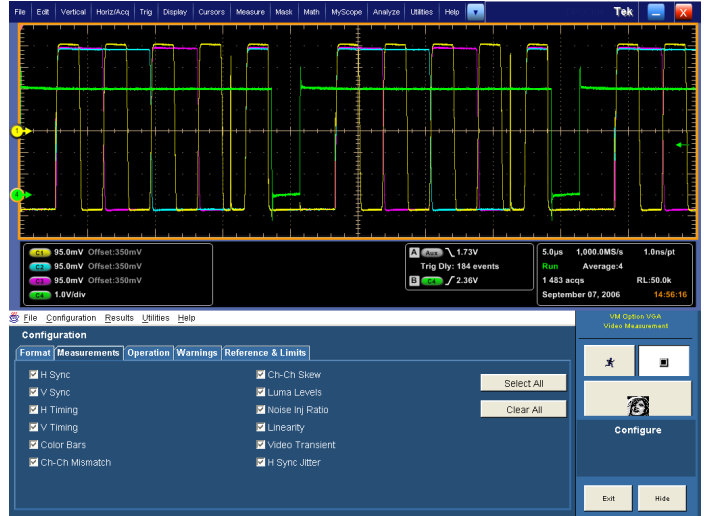 File Edit Vertical Horiz/Acq Trig Display Cursors Measure Mask Math MyScope Analyze Utilities Help Tek
1
4
C1 95.0mV Offset:350mV
C2 95.0mV Offset:350mV
C3 95.0mV Offset:350mV
C4 1.0V/div
A Aux 1.73V
Trig Dly: 184 events
B C4 2.36V
5.0µs 1,000.0MS/s 1.0ns/pt
Run Average:4
1 483 acqs RL:50.0k
September 07, 2006 14:56:16
File Configuration Results Utilities Help
VM Option VGA
Video Measurement
Configuration
Format Measurements Operation Warnings Reference & Limits
H Sync
V Sync
H Timing
V Timing
Color Bars
Ch-Ch Mismatch
Ch-Ch Skew
Luma Levels
Noise Inj Ratio
Linearity
Video Transient
H Sync Jitter
Select All
Clear All
Configure
Exit Hide